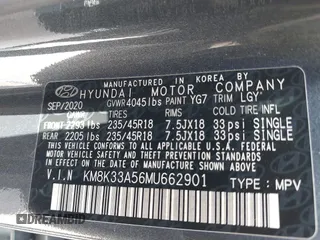 MANUFACTURED IN KOREA BY
HYUNDAI MOTOR COMPANY
SEP/2020 GVWR 4045lbs PAINT YG7 TRIM LGY
GAWR TIRES RIMS COLD TIRE INFL
FRONT 2293 lbs 235/45R18 7.5JX18 33psi SINGLE
REAR 2205 lbs 235/45R18 7.5JX18 33psi SINGLE
THIS VEHICLE CONFORMS TO ALL APPLICABLE
FEDERAL MOTOR VEHICLE SAFETY, BUMPER,
AND THEFT PREVENTION STANDARDS IN EFFECT ON
THE DATE OF MANUFACTURE SHOWN ABOVE.
V.I.N KM8K33A56MU662901 TYPE : MPV
DREAMBID